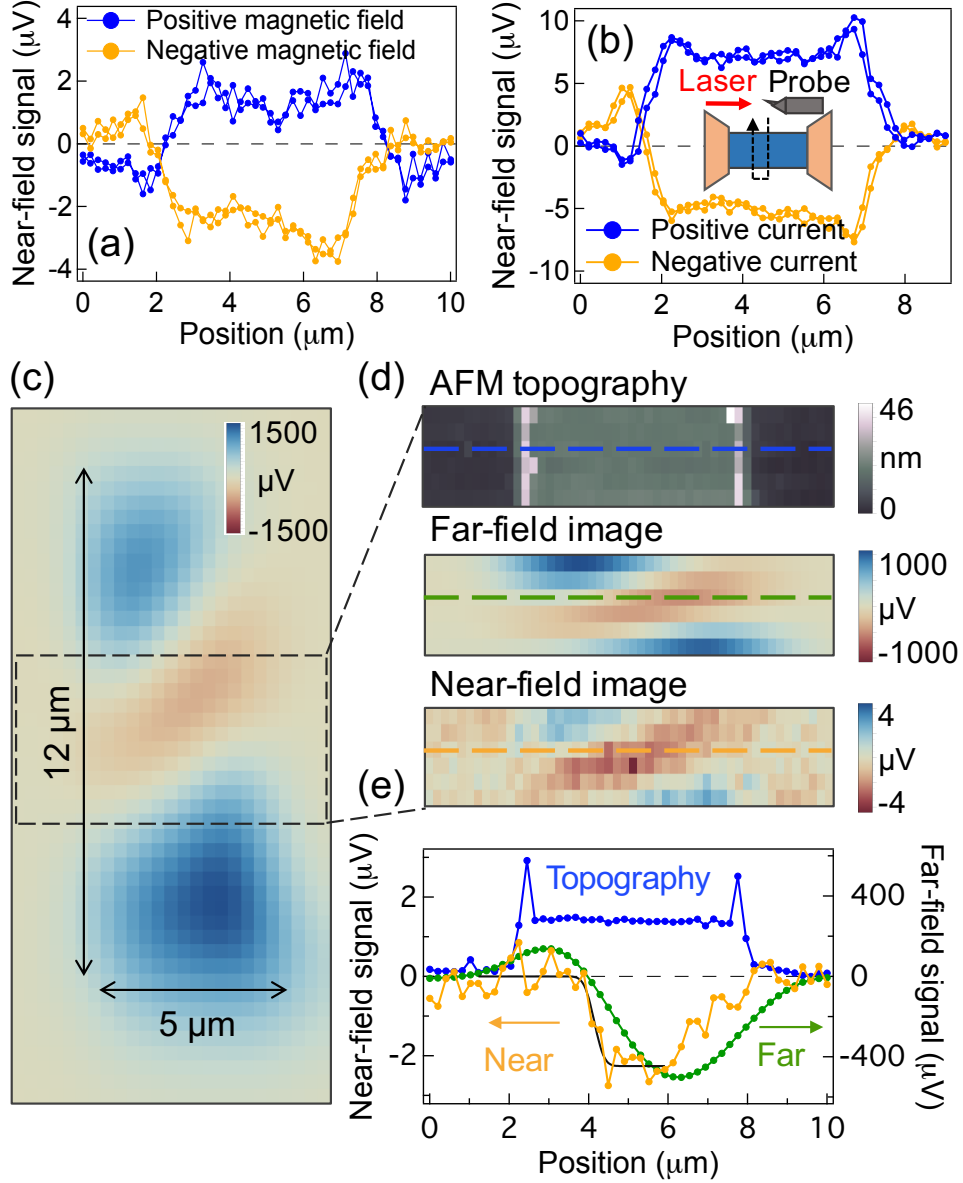 (a)
Positive magnetic field
Negative magnetic field
Near-field signal (μV)
4
2
0
-2
-4
0 2 4 6 8 10
Position (μm)
(b)
Laser Probe
Positive current
Negative current
Near-field signal (μV)
10
5
0
-5
-10
0 2 4 6 8
Position (μm)
(c)
1500
μV
-1500
12 μm
5 μm
(d)
AFM topography
46
nm
0
Far-field image
1000
μV
-1000
Near-field image
4
μV
-4
(e)
Topography
Near
Far
Near-field signal (μV)
2
0
-2
Far-field signal (μV)
400
0
-400
0 2 4 6 8 10
Position (μm)